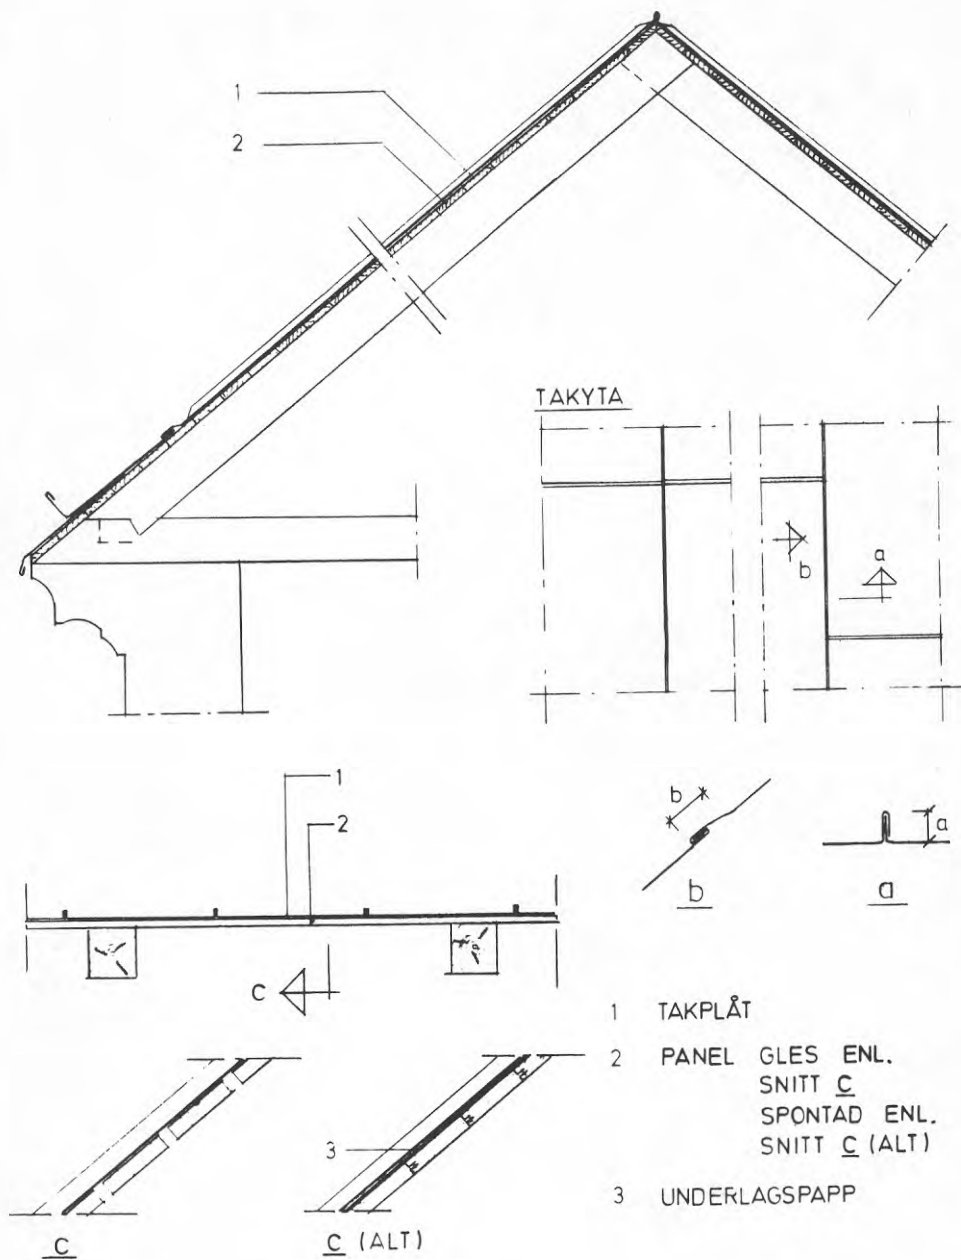 1
2
TAKYTA
a
b
1
2
b
a
b
a
C
1 TAKPLÅT
2 PANEL GLES ENL.
SNITT C
SPONTAD ENL.
SNITT C (ALT)
3
3 UNDERLAGSPAPP
C
C (ALT)